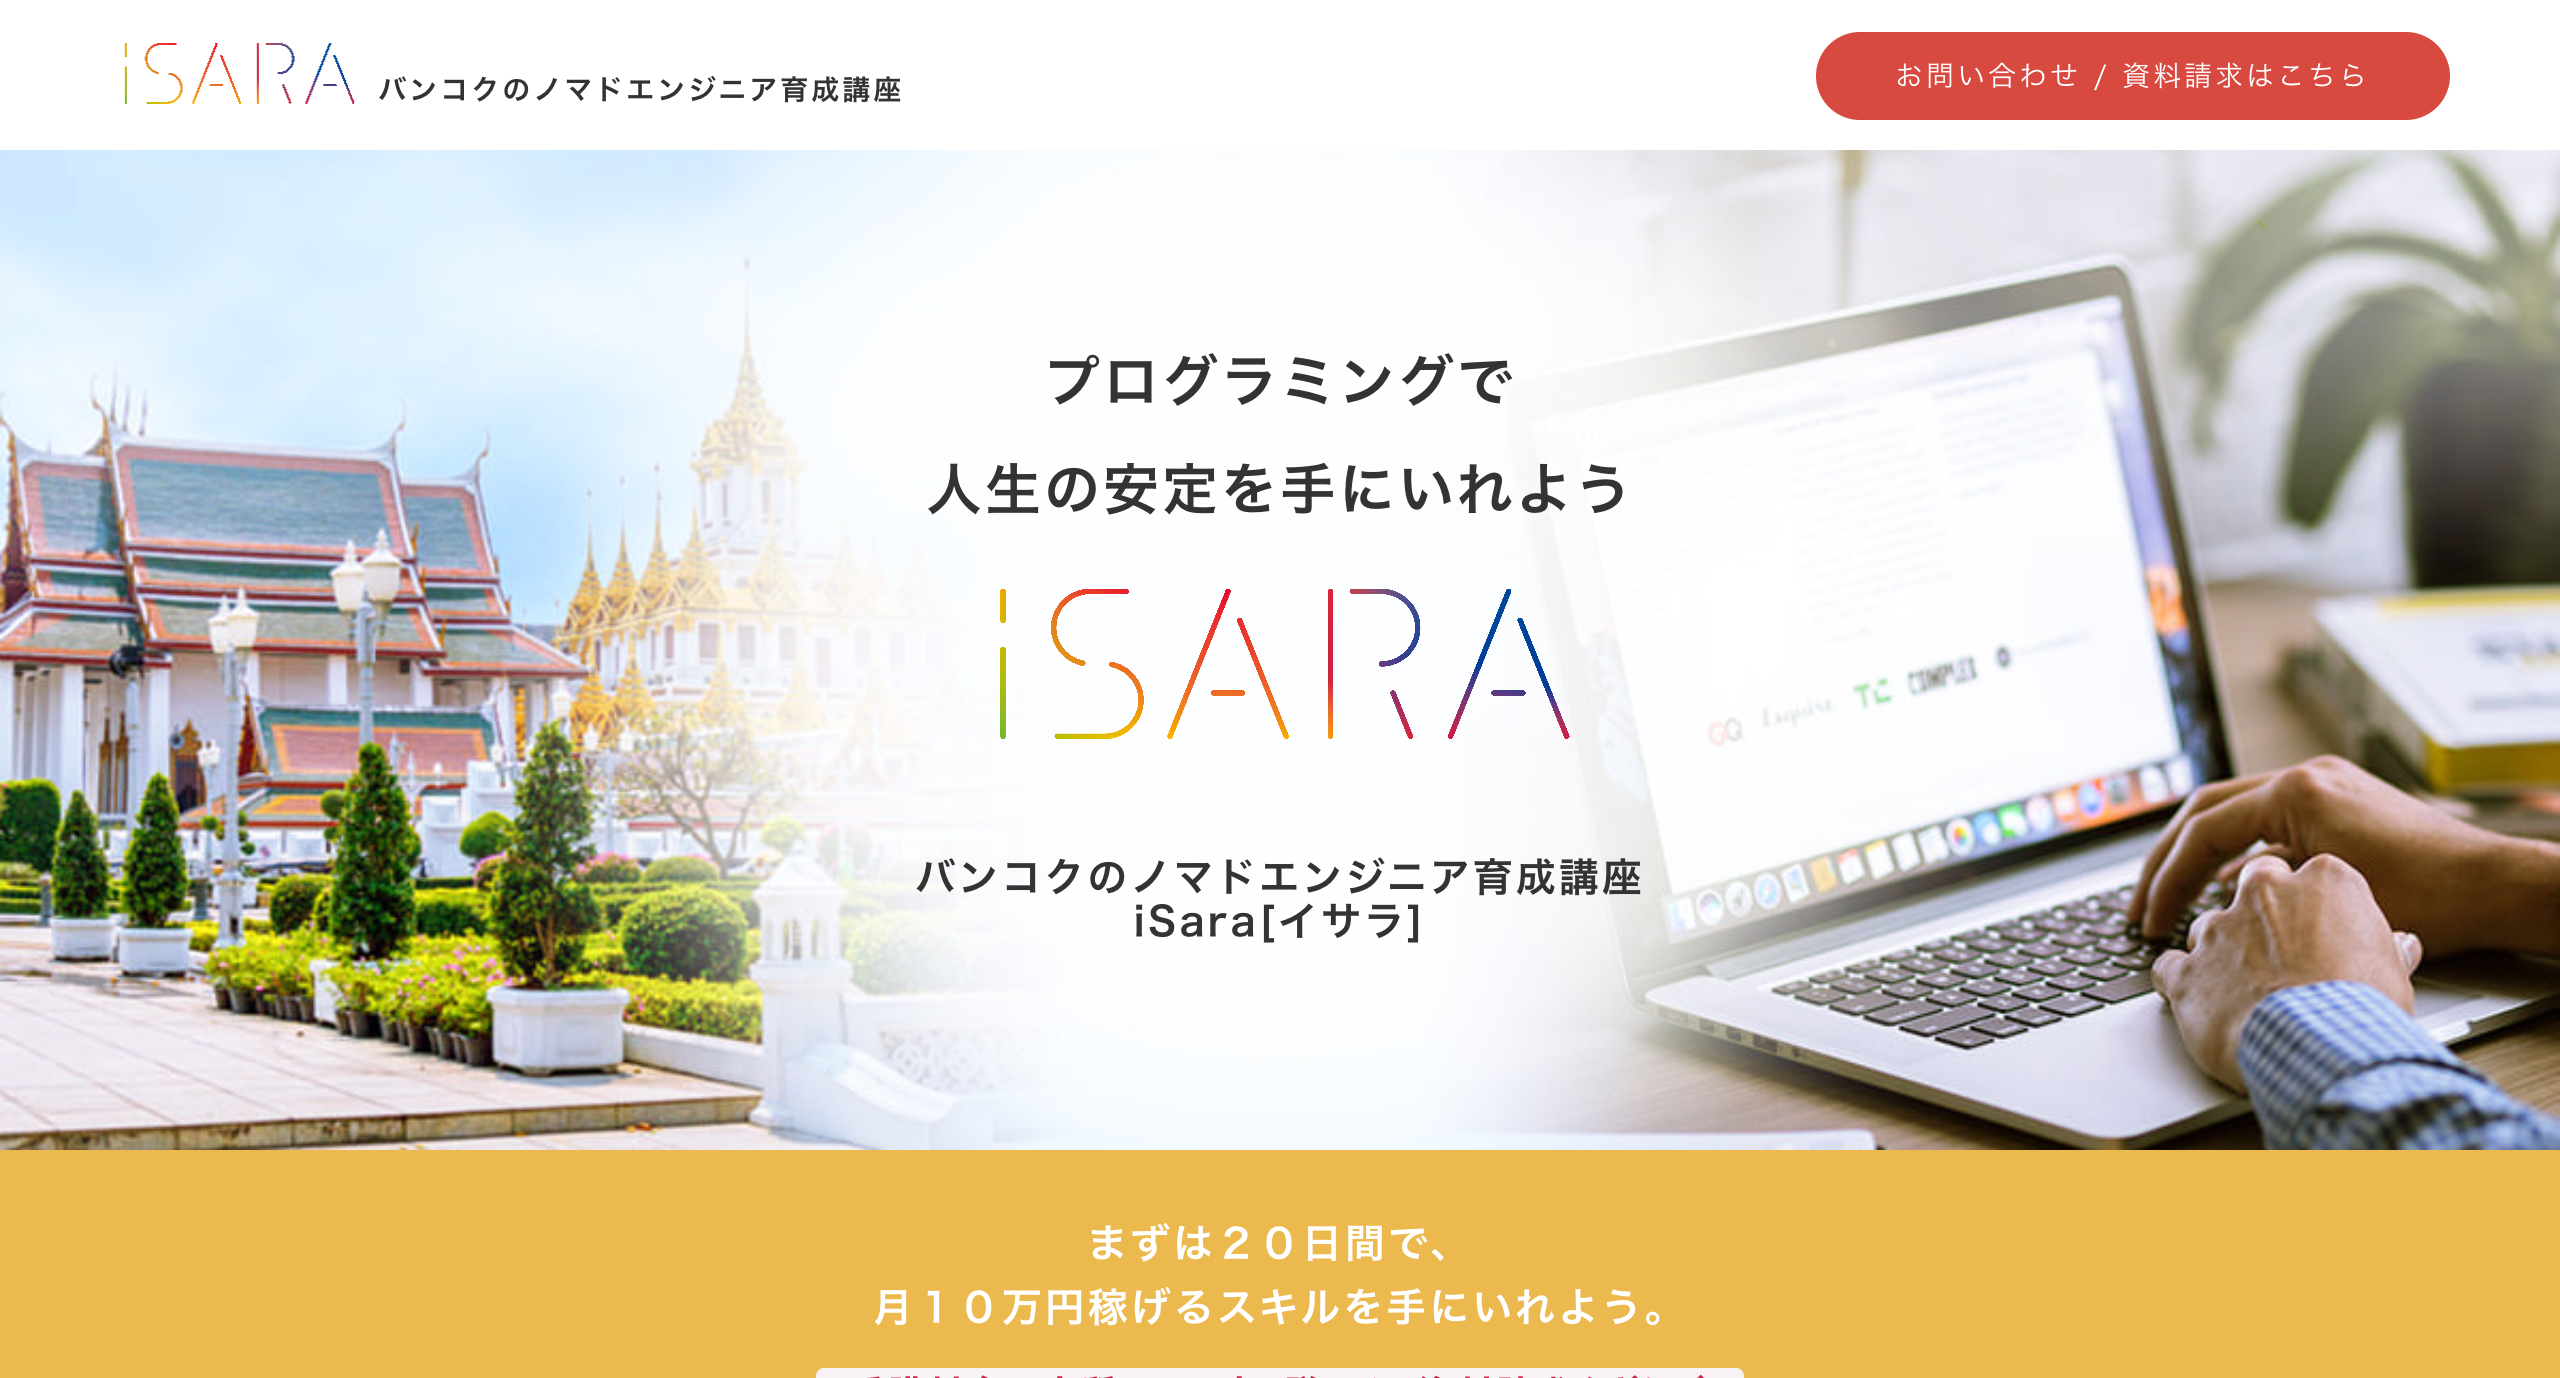 iSARA バンコクのノマドエンジニア育成講座
お問い合わせ / 資料請求はこちら
プログラミングで
人生の安定を手にいれよう
iSARA
GQ Esquire TC COMPLEX
バンコクのノマドエンジニア育成講座
iSara[イサラ]
まずは２０日間で、
月１０万円稼げるスキルを手にいれよう。